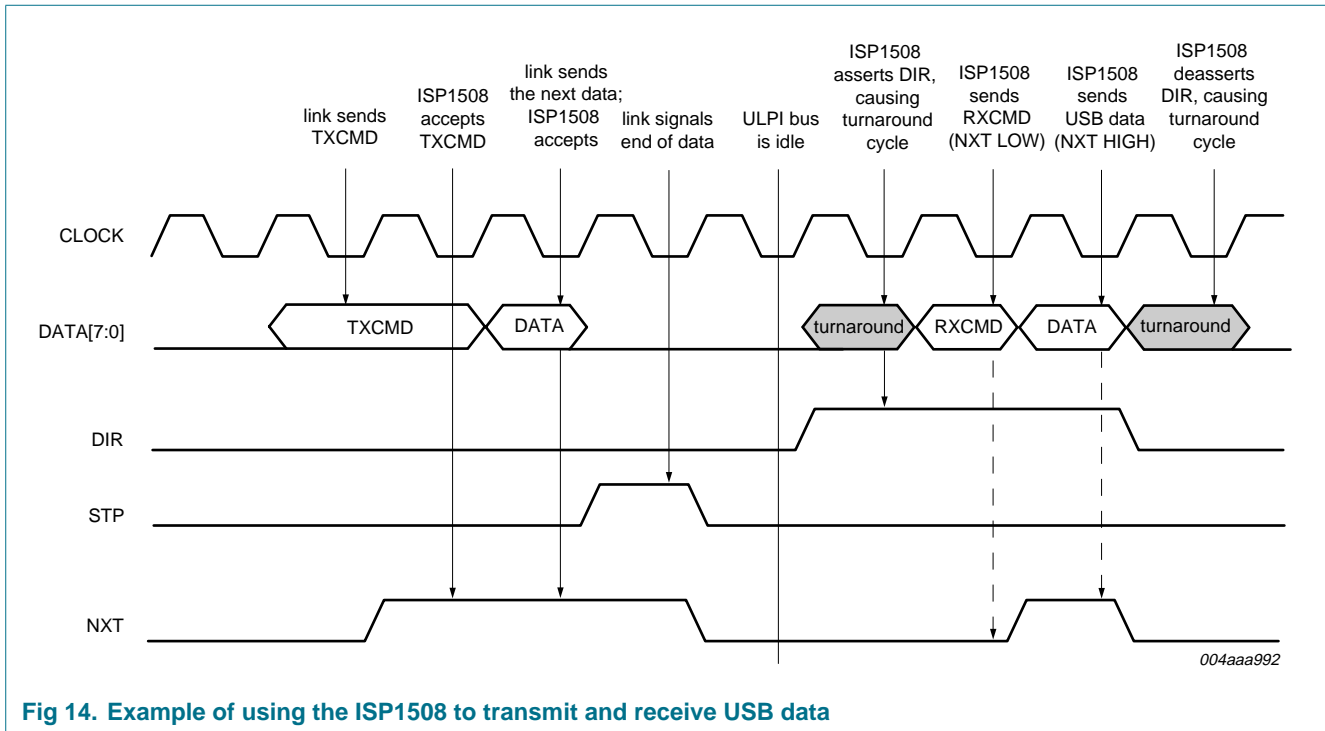 link sends
TXCMD
ISP1508
accepts
TXCMD
link sends
the next data;
ISP1508
accepts
link signals
end of data
ULPI bus
is idle
ISP1508
asserts DIR,
causing
turnaround
cycle
ISP1508
sends
RXCMD
(NXT LOW)
ISP1508
sends
USB data
(NXT HIGH)
ISP1508
deasserts
DIR, causing
turnaround
cycle
CLOCK
DATA[7:0]
TXCMD
DATA
turnaround
RXCMD
DATA
turnaround
DIR
STP
NXT
004aaa992
Fig 14. Example of using the ISP1508 to transmit and receive USB data